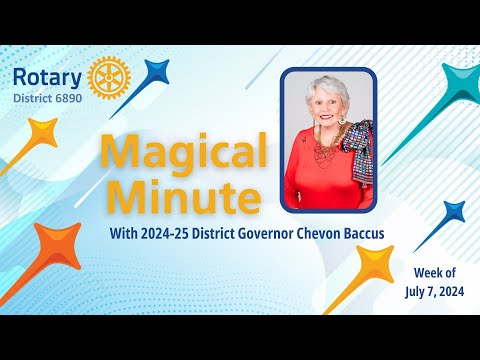 Rotary
District 6890
Magical
Minute
With 2024-25 District Governor Chevon Baccus
Week of
July 7, 2024